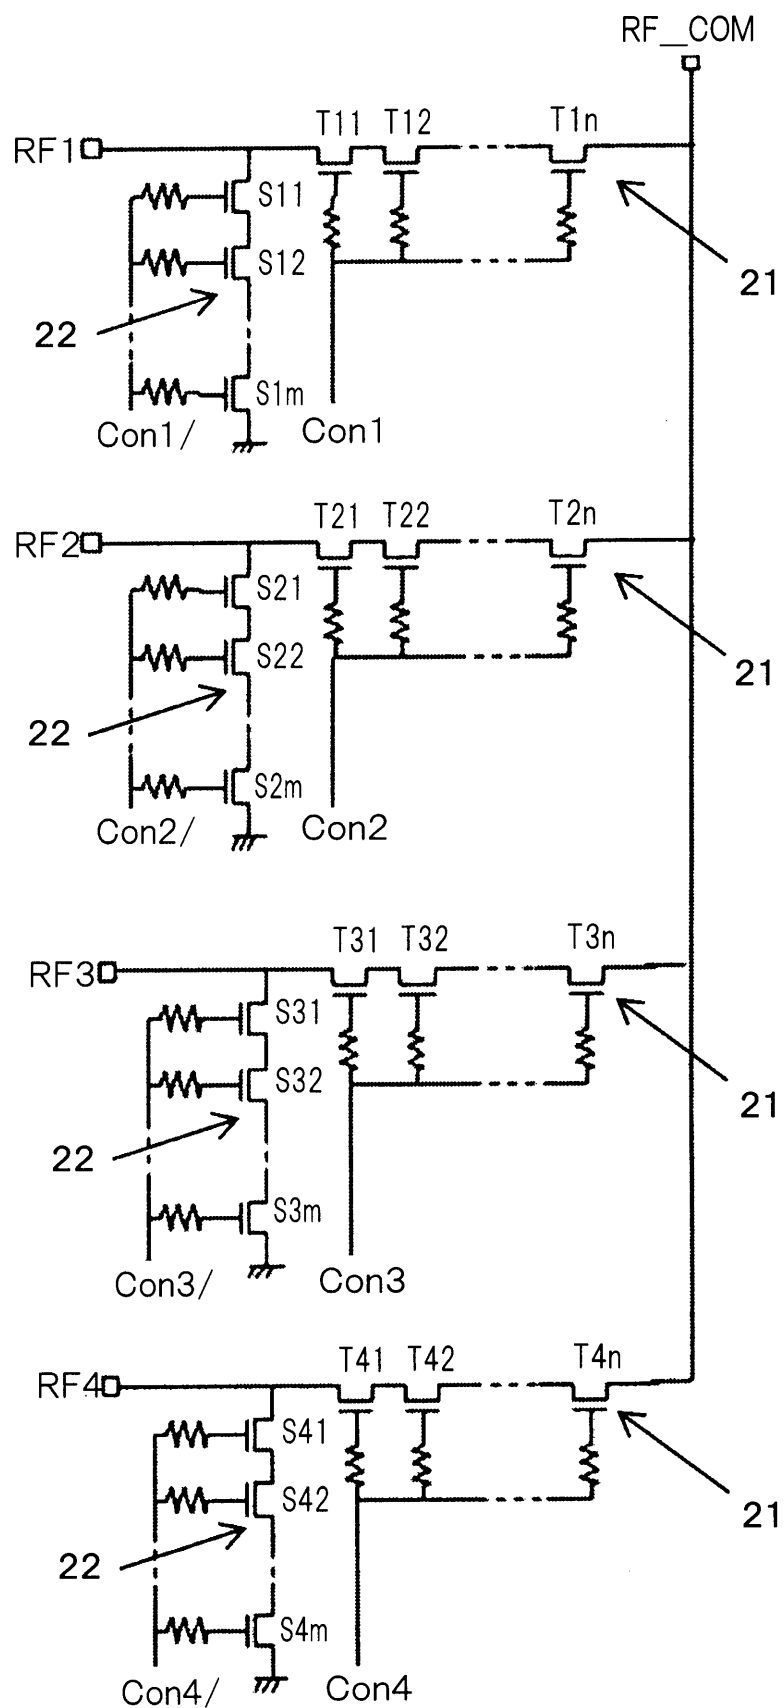 RF_COM
T11 T12 T1n
RF1
S11
S12
21
22
S1m
Con1/ Con1
T21 T22 T2n
RF2
S21
S22
21
22
S2m
Con2/ Con2
T31 T32 T3n
RF3
S31
S32
21
22
S3m
Con3/ Con3
T41 T42 T4n
RF4
S41
S42
21
22
S4m
Con4/ Con4